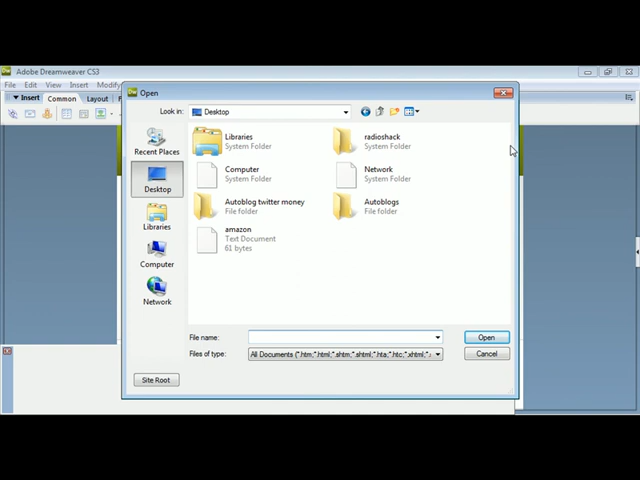 Dw Adobe Dreamweaver CS3
File Edit View Insert Modify
Insert Common Layout F
Open
Look in: Desktop
Recent Places
Desktop
Libraries
Computer
Network
Libraries
System Folder
radioshack
System Folder
Computer
System Folder
Network
System Folder
Autoblog twitter money
File folder
Autoblogs
File folder
amazon
Text Document
61 bytes
File name:
Open
Files of type: All Documents (*.htm;*.html;*.shtm;*.shtml;*.hta;*.htc;*.xhtml;*.
Cancel
Site Root